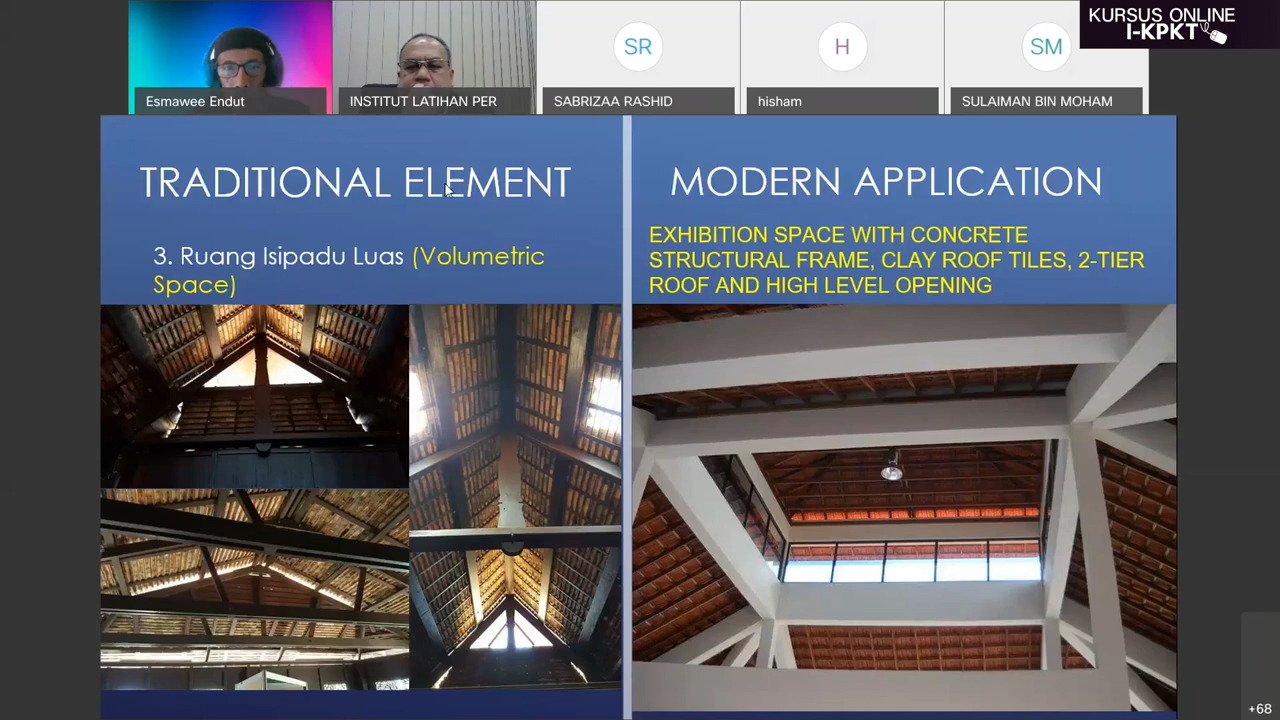 KURSUS ONLINE
I-KPKT
SR
H
SM
Esmawee Endut
INSTITUT LATIHAN PER
SABRIZAA RASHID
hisham
SULAIMAN BIN MOHAM
TRADITIONAL ELEMENT
3. Ruang Isipadu Luas (Volumetric
Space)
MODERN APPLICATION
EXHIBITION SPACE WITH CONCRETE
STRUCTURAL FRAME, CLAY ROOF TILES, 2-TIER
ROOF AND HIGH LEVEL OPENING
+68